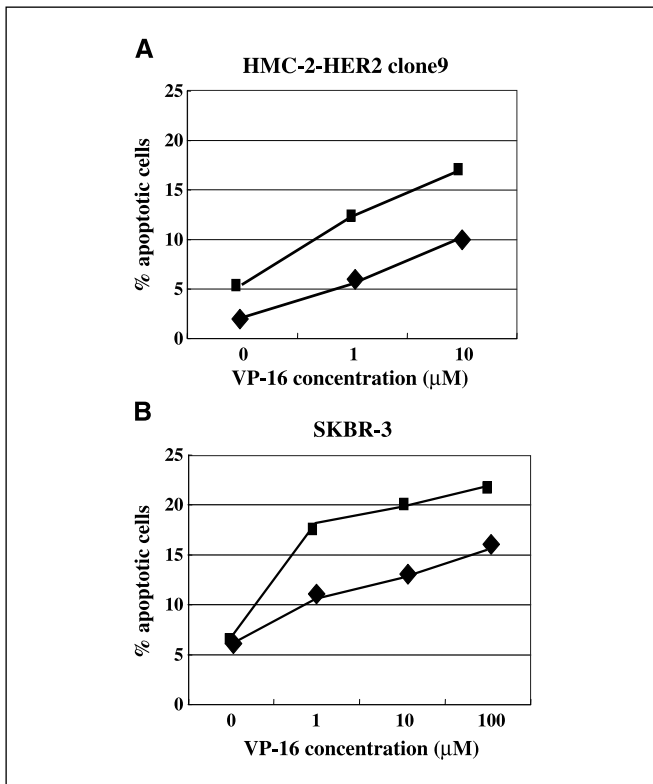 A
HMC-2-HER2 clone9
25
20
15
10
5
0
% apoptotic cells
0 1 10
VP-16 concentration (μM)
B
SKBR-3
25
20
15
10
5
0
% apoptotic cells
0 1 10 100
VP-16 concentration (μM)